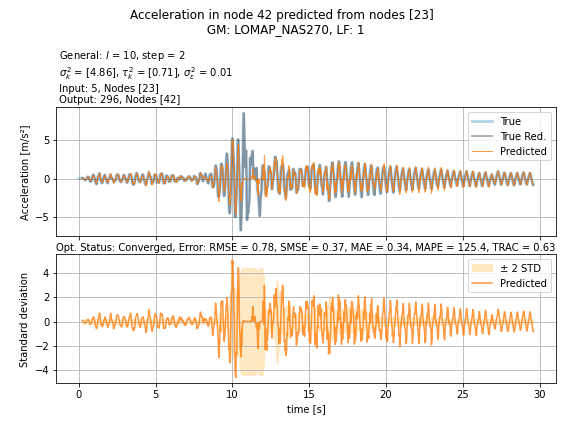 Acceleration in node 42 predicted from nodes [23]
GM: LOMAP_NAS270, LF: 1
General: l = 10, step = 2
σ²ₖ = [4.86], τ²ₖ = [0.71], σ²ε = 0.01
Input: 5, Nodes [23]
Output: 296, Nodes [42]
True
True Red.
Predicted
5
0
−5
Acceleration [m/s²]
Opt. Status: Converged, Error: RMSE = 0.78, SMSE = 0.37, MAE = 0.34, MAPE = 125.4, TRAC = 0.63
± 2 STD
Predicted
4
2
0
−2
−4
Standard deviation
0 5 10 15 20 25 30
time [s]